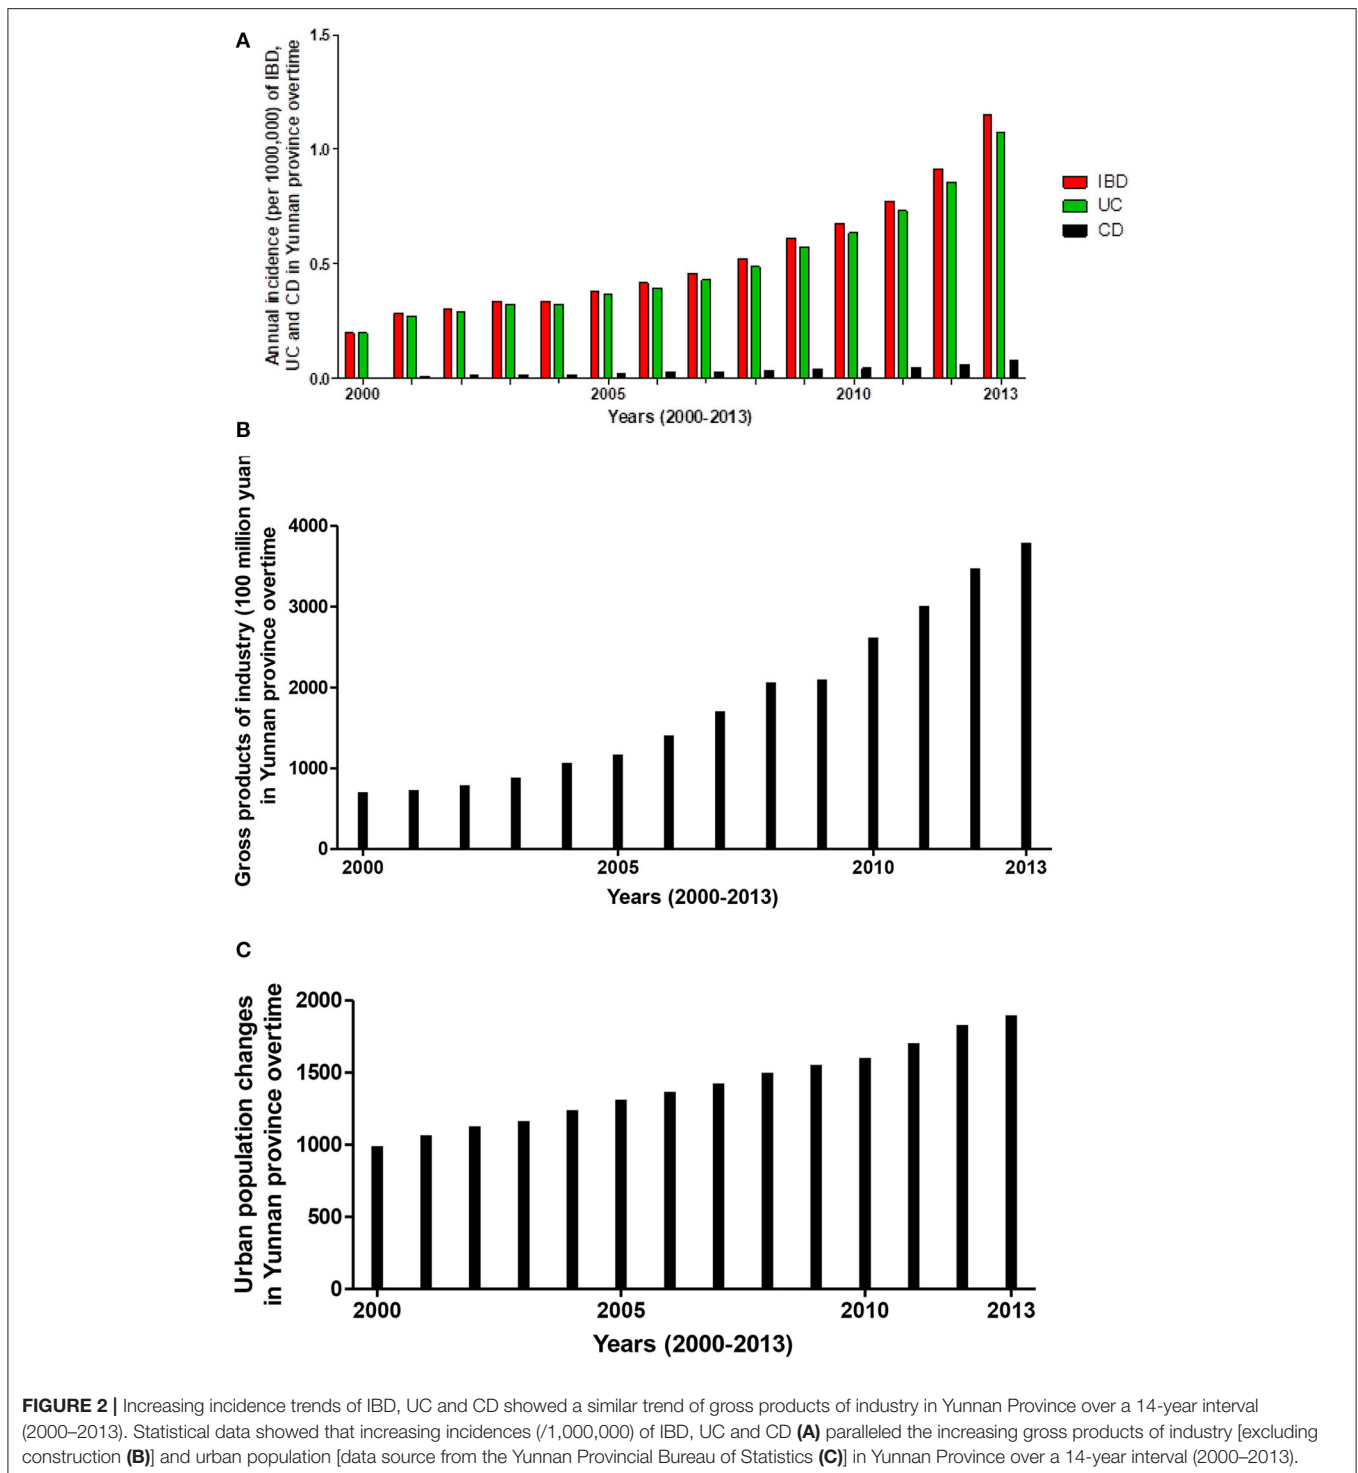 A
Annual incidence (per 1000,000) of IBD,
UC and CD in Yunnan province overtime
1.5
1.0
0.5
0.0
2000
2005
2010
2013
Years (2000-2013)
IBD
UC
CD
B
Gross products of industry (100 million yuan
in Yunnan province overtime
4000
3000
2000
1000
0
2000
2005
2010
2013
Years (2000-2013)
C
Urban population changes
in Yunnan province overtime
2000
1500
1000
500
0
2000
2005
2010
2013
Years (2000-2013)
FIGURE 2 | Increasing incidence trends of IBD, UC and CD showed a similar trend of gross products of industry in Yunnan Province over a 14-year interval
(2000–2013). Statistical data showed that increasing incidences (/1,000,000) of IBD, UC and CD (A) paralleled the increasing gross products of industry [excluding
construction (B)] and urban population [data source from the Yunnan Provincial Bureau of Statistics (C)] in Yunnan Province over a 14-year interval (2000–2013).